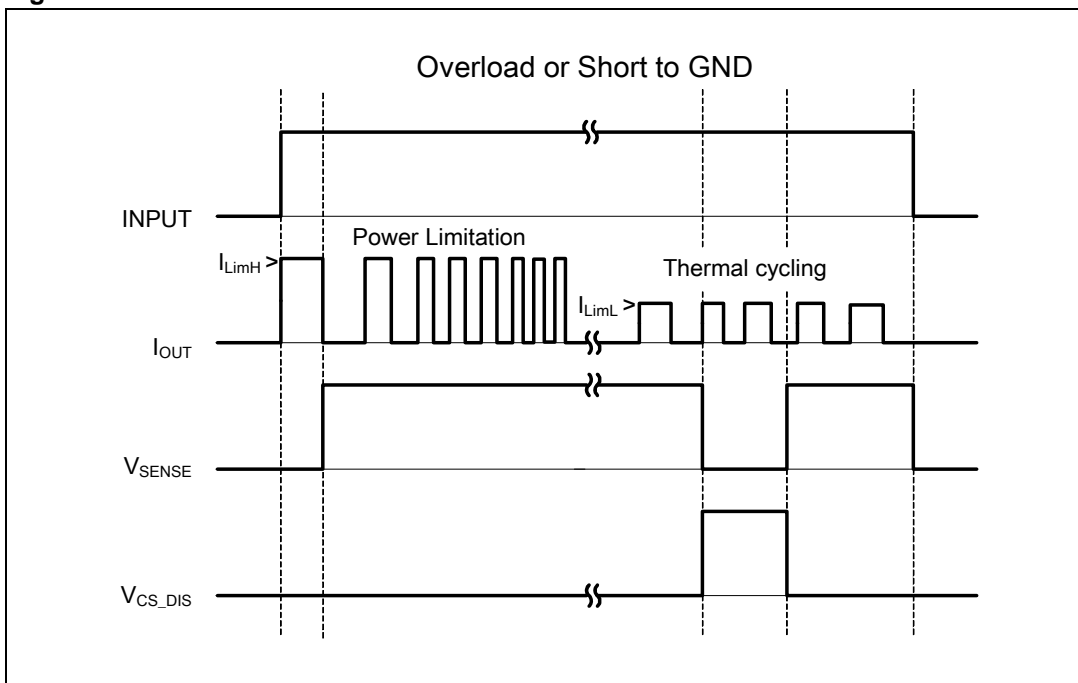 Overload or Short to GND
INPUT
Power Limitation
I_LimH >
Thermal cycling
I_LimL >
I_OUT
V_SENSE
V_CS_DIS